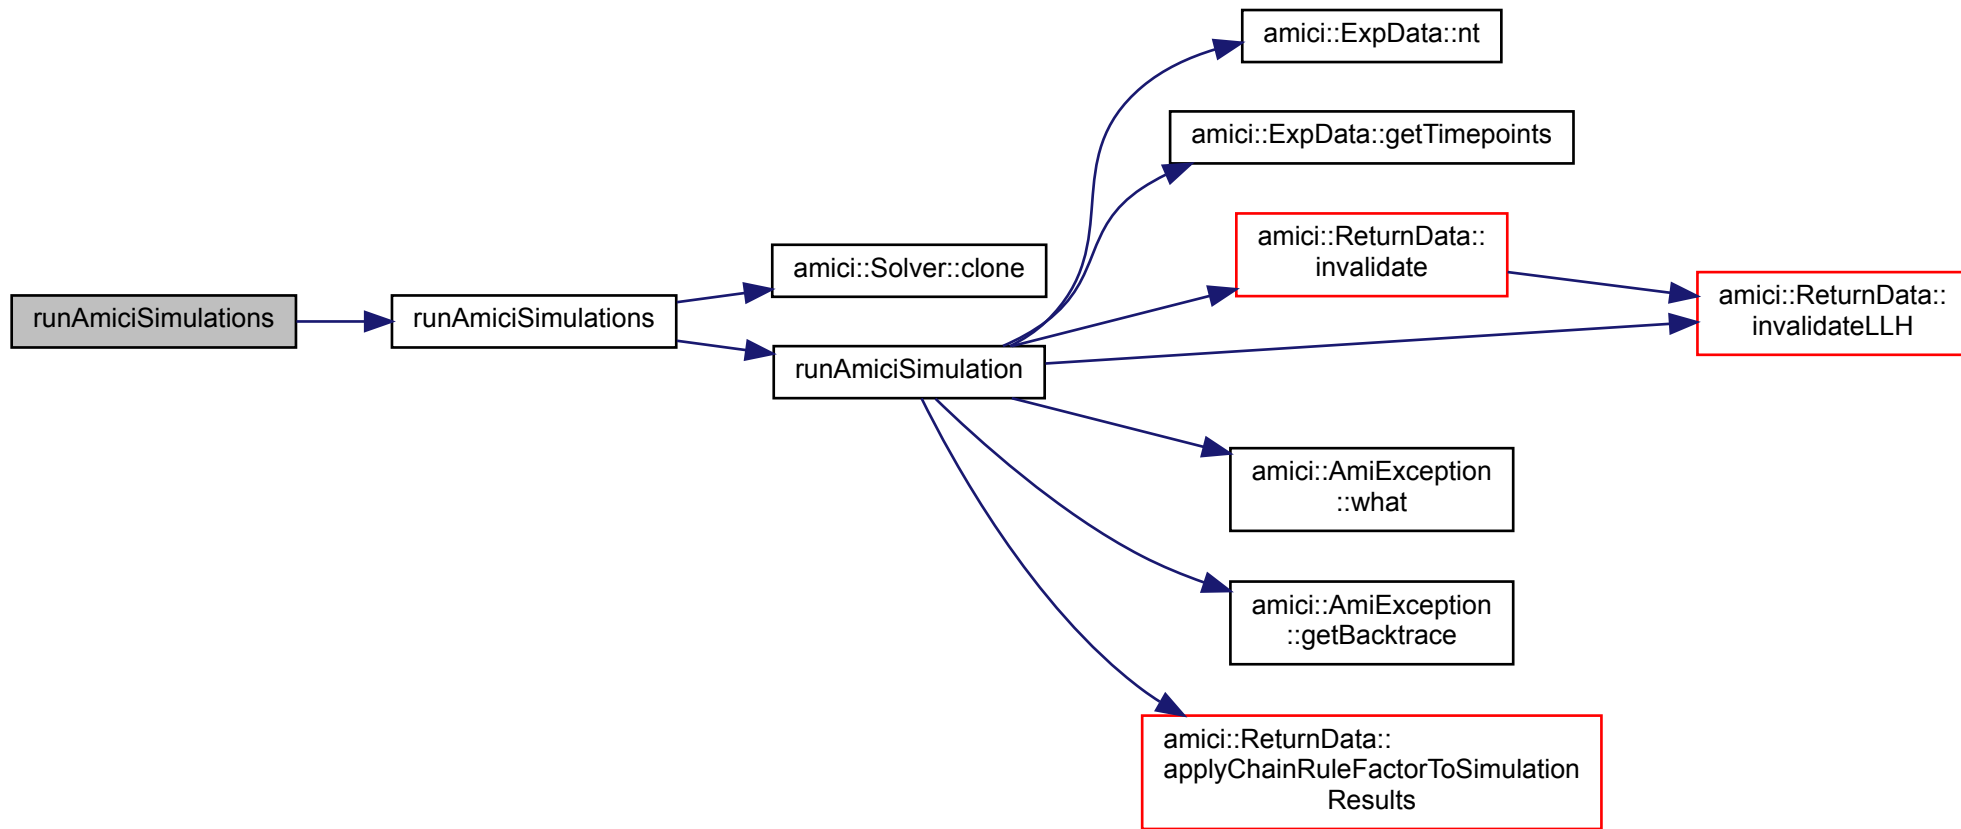 amici::ExpData::nt
amici::ExpData::getTimepoints
amici::ReturnData::
invalidate
amici::Solver::clone
amici::ReturnData::
invalidateLLH
runAmiciSimulations
runAmiciSimulations
runAmiciSimulation
amici::AmiException
::what
amici::AmiException
::getBacktrace
amici::ReturnData::
applyChainRuleFactorToSimulation
Results